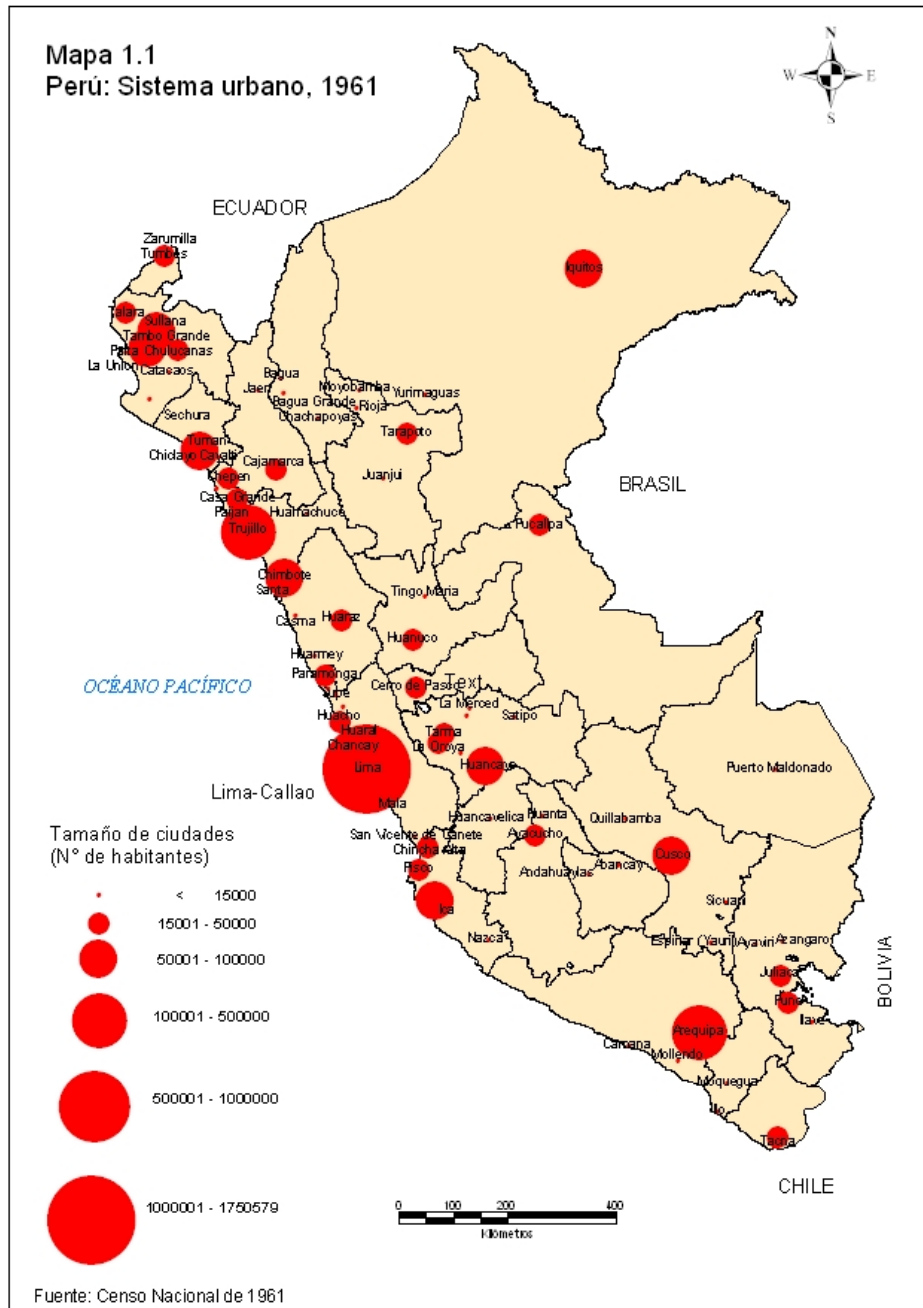 Mapa 1.1
Perú: Sistema urbano, 1961
N
W
E
S
ECUADOR
Zarumilla
Tumbes
Iquitos
Talara
Sullana
Tambo Grande
Paita Chulucanas
La Union
Catacaos
Bagua
Jaen
Moyobamba
Yurimaguas
Bagua Grande
Rioja
Chachapoyas
Sechura
Tuman
Tarapoto
Chiclayo Cayalti
Cajamarca
Chepen
Juanjui
BRASIL
Casa Grande
Paijan
Huamachuco
Trujillo
Pucallpa
Chimbote
Santa
Tingo Maria
Casma
Huaraz
Huanuco
Huarmey
Paramonga
OCÉANO PACÍFICO
Cerro de Pasco
Text
Supe
La Merced
Huacho
Satipo
Huaral
Tarma
Chancay
La Oroya
Lima
Huancayo
Puerto Maldonado
Lima-Callao
Mala
Huancavelica
Huanta
Quillabamba
San Vicente de Cañete
Ayacucho
Chincha Alta
Cusco
Pisco
Andahuaylas
Abancay
Ica
Sicuani
Nazca
Espinar (Yauri)
Ayaviri
Azangaro
Juliaca
BOLIVIA
Puno
Ilave
Arequipa
Camana
Mollendo
Moquegua
Ilo
Tacna
CHILE
Tamaño de ciudades
(N° de habitantes)
< 15000
15001 - 50000
50001 - 100000
100001 - 500000
500001 - 1000000
1000001 - 1750579
0 100 200 400
Kilómetros
Fuente: Censo Nacional de 1961